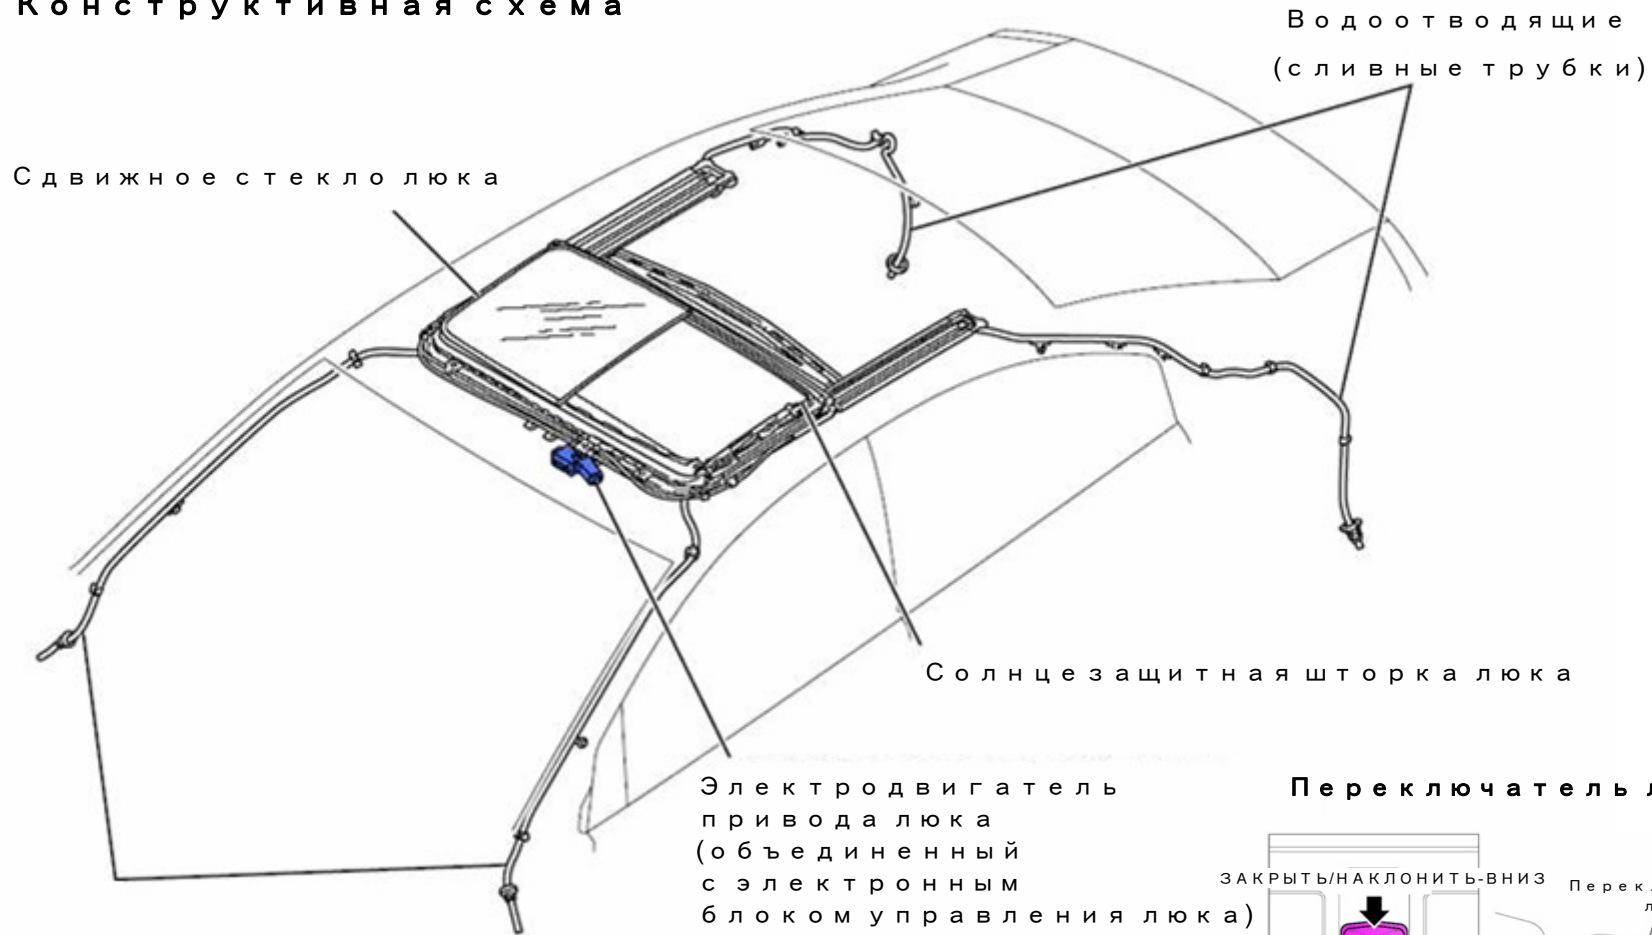 Конструктивная схема
Водоотводящие
(сливные трубки)
Сдвижное стекло люка
Солнцезащитная шторка люка
Электродвигатель
привода люка
(объединенный
с электронным
блоком управления люка)
Переключатель
ЗАКРЫТЬ/НАКЛОНИТЬ-ВНИЗ